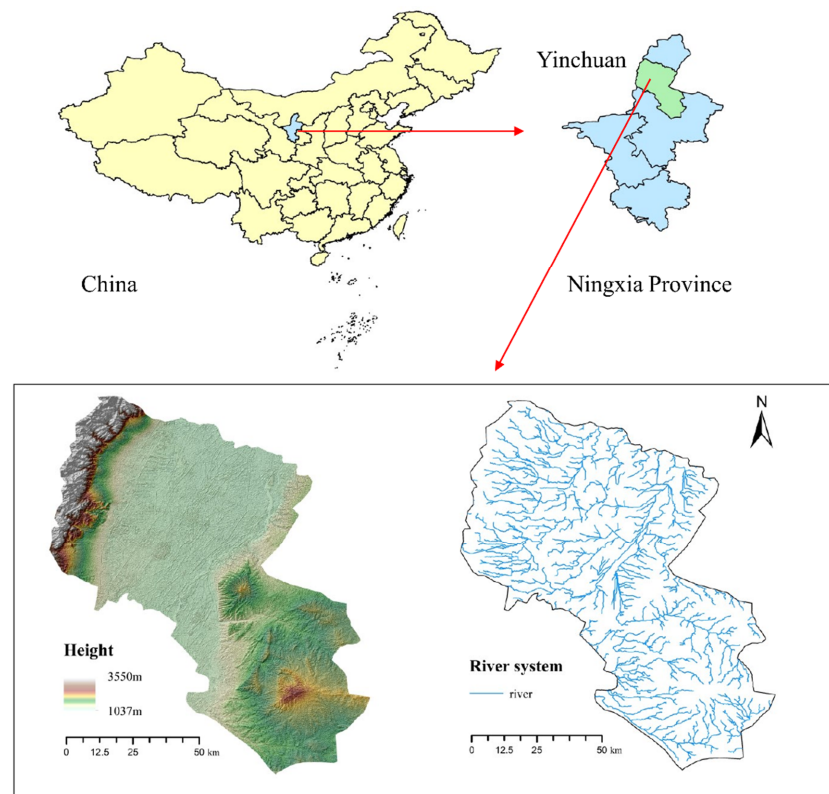 Yinchuan
China
Ningxia Province
N
Height
3550m
1037m
0 12.5 25 50 km
River system
river
0 12.5 25 50 km